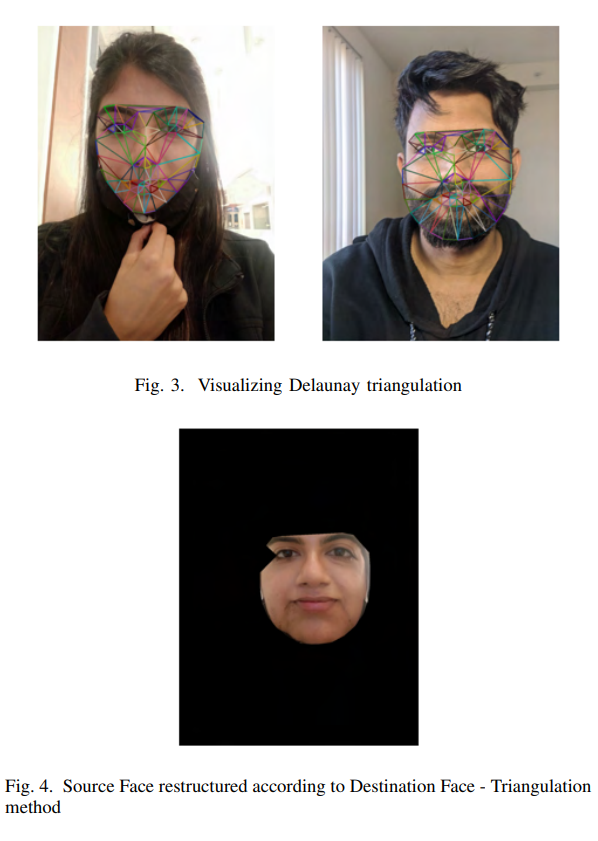 Fig. 3. Visualizing Delaunay triangulation
Fig. 4. Source Face restructured according to Destination Face - Triangulation
method